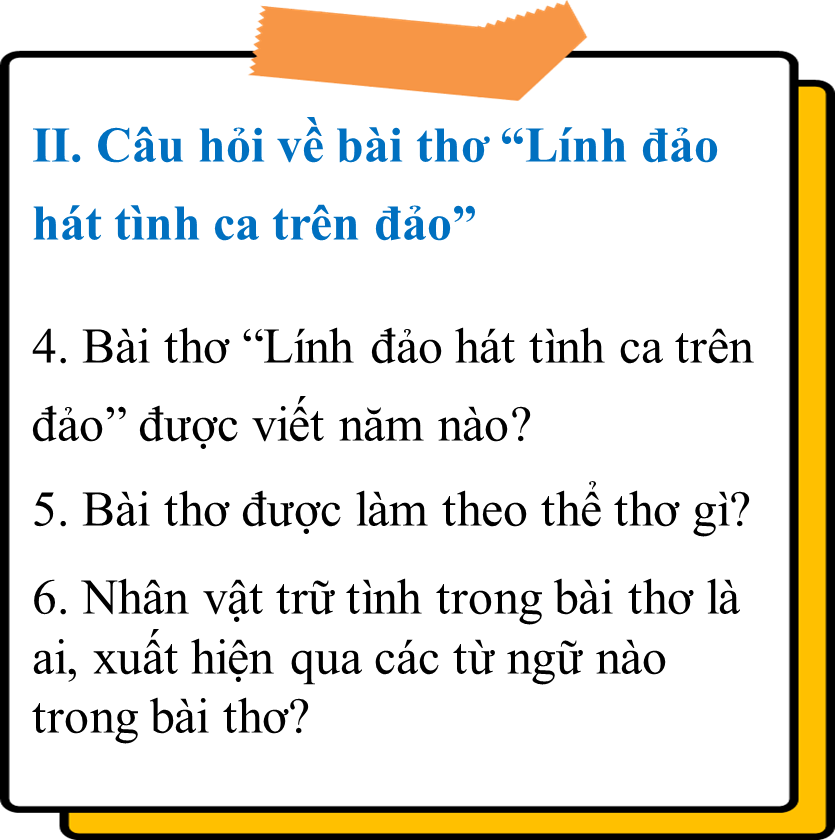 II. Câu hỏi về bài thơ “Lính đảo
hát tình ca trên đảo”
4. Bài thơ “Lính đảo hát tình ca trên
đảo” được viết năm nào?
5. Bài thơ được làm theo thể thơ gì?
6. Nhân vật trữ tình trong bài thơ là
ai, xuất hiện qua các từ ngữ nào
trong bài thơ?